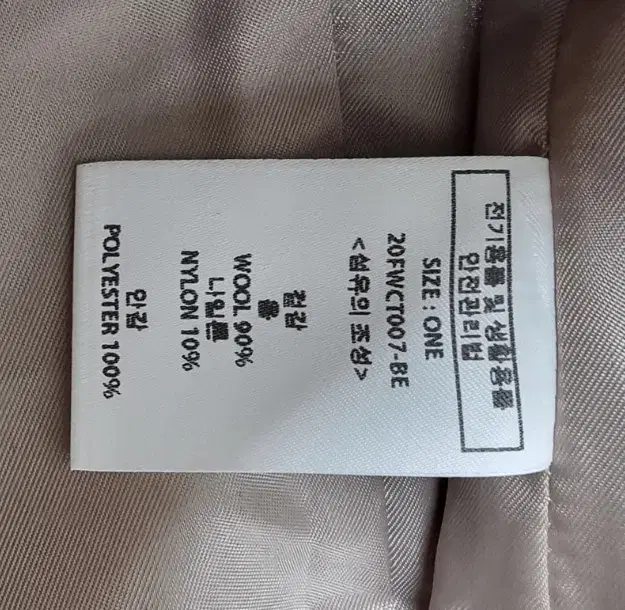 전기용품 및 생활용품
안전관리법
SIZE : ONE
20FWCT007-BE
<섬유의 조성>
겉감
울
WOOL 90%
나일론
NYLON 10%
안감
POLYESTER 100%